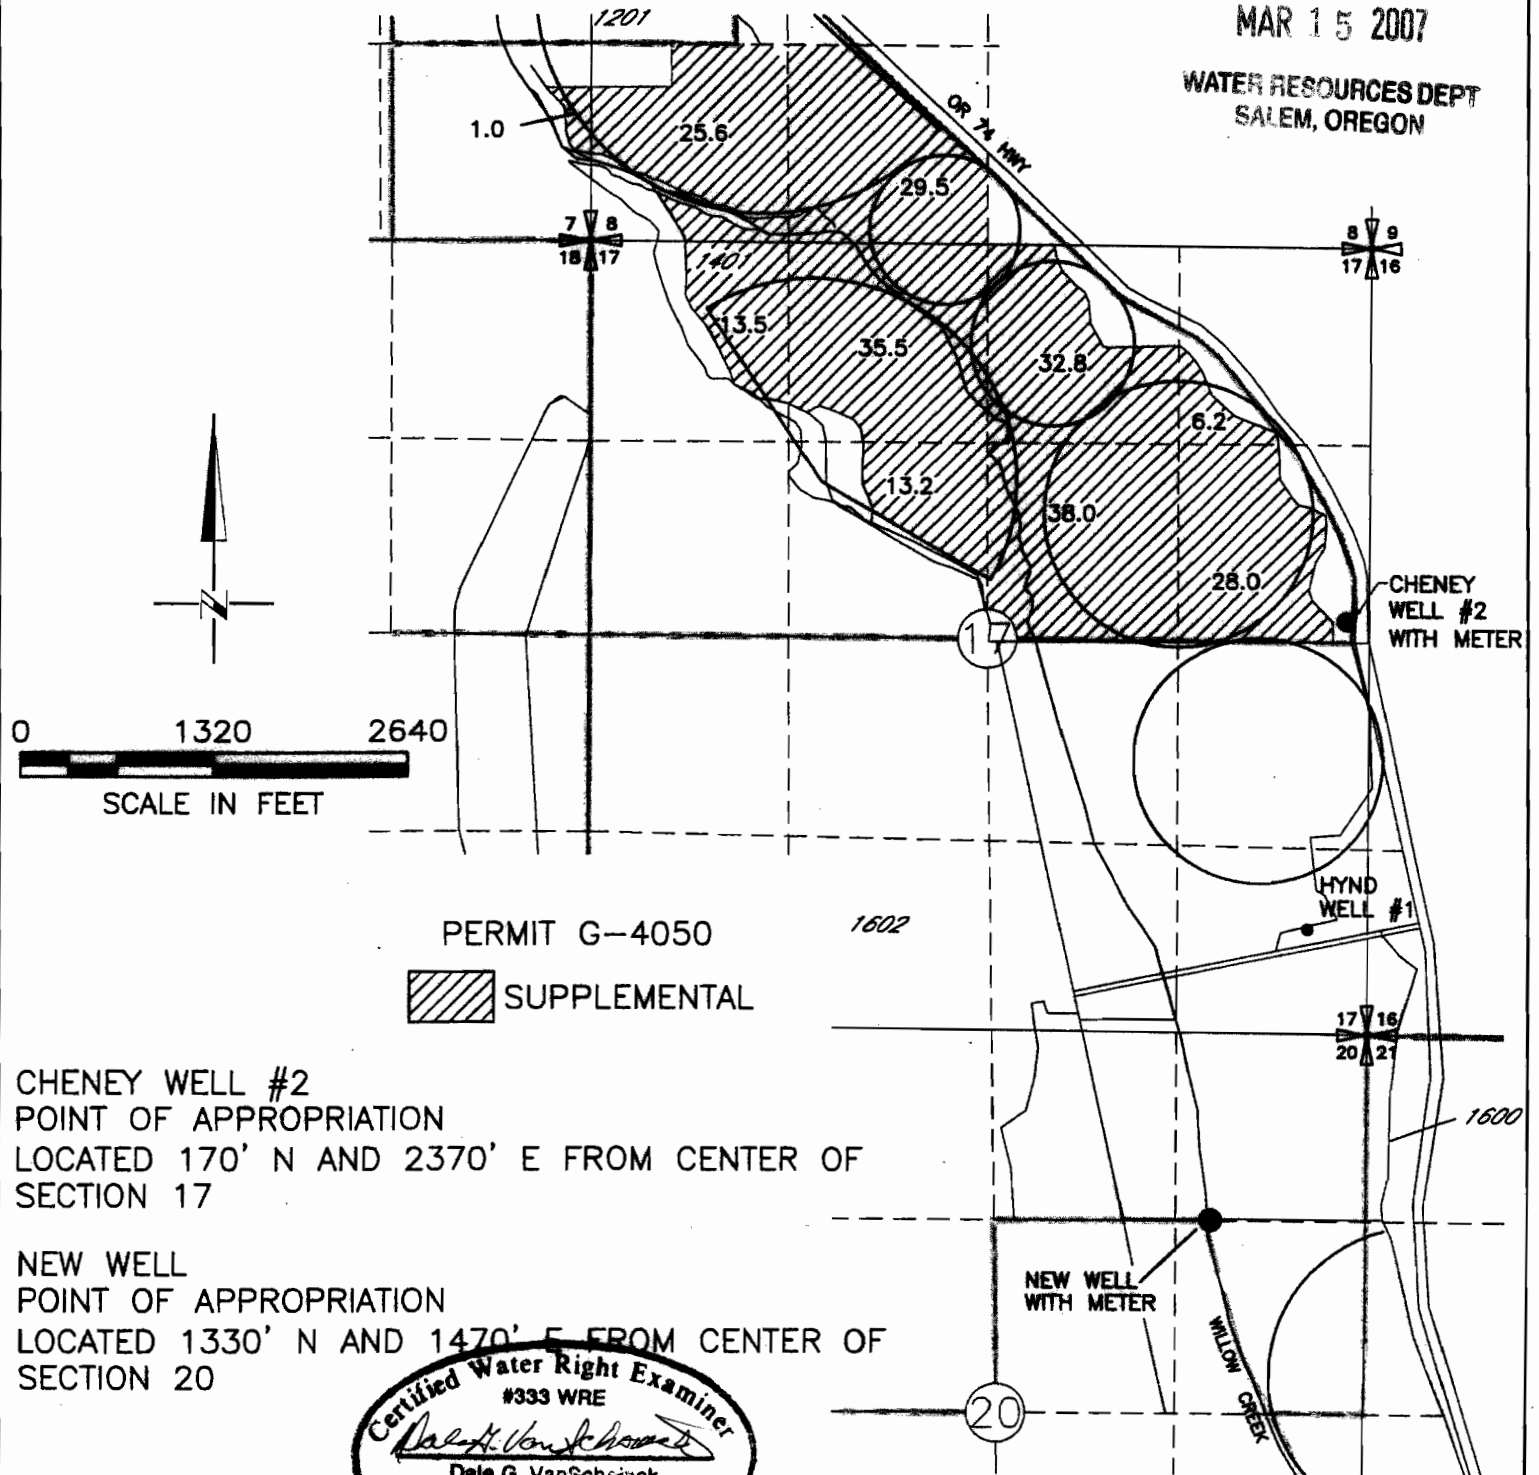 1201
MAR 15 2007
WATER RESOURCES DEPT
SALEM, OREGON
OR 74 HWY
1.0
25.6
29.5
7 8
18 17
8 9
17 16
1401
13.5
35.5
32.8
6.2
13.2
38.0
28.0
CHENEY
WELL #2
WITH METER
17
0 1320 2640
SCALE IN FEET
HYND
WELL #1
PERMIT G-4050
1602
SUPPLEMENTAL
17 16
20 21
CHENEY WELL #2
POINT OF APPROPRIATION
LOCATED 170' N AND 2370' E FROM CENTER OF
SECTION 17
1600
NEW WELL
POINT OF APPROPRIATION
LOCATED 1330' N AND 1470' E FROM CENTER OF
SECTION 20
NEW WELL
WITH METER
WILLOW CREEK
20
Certified Water Right Examiner
#333 WRE
Dale G.